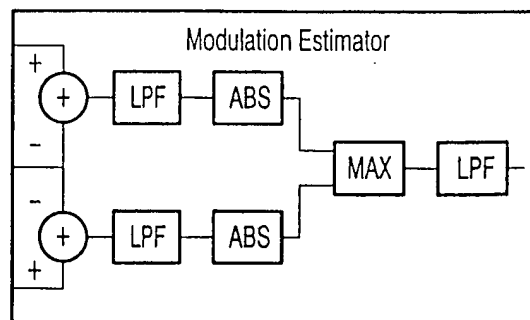 Modulation Estimator
+
+
LPF
ABS
-
MAX
LPF
-
+
LPF
ABS
+